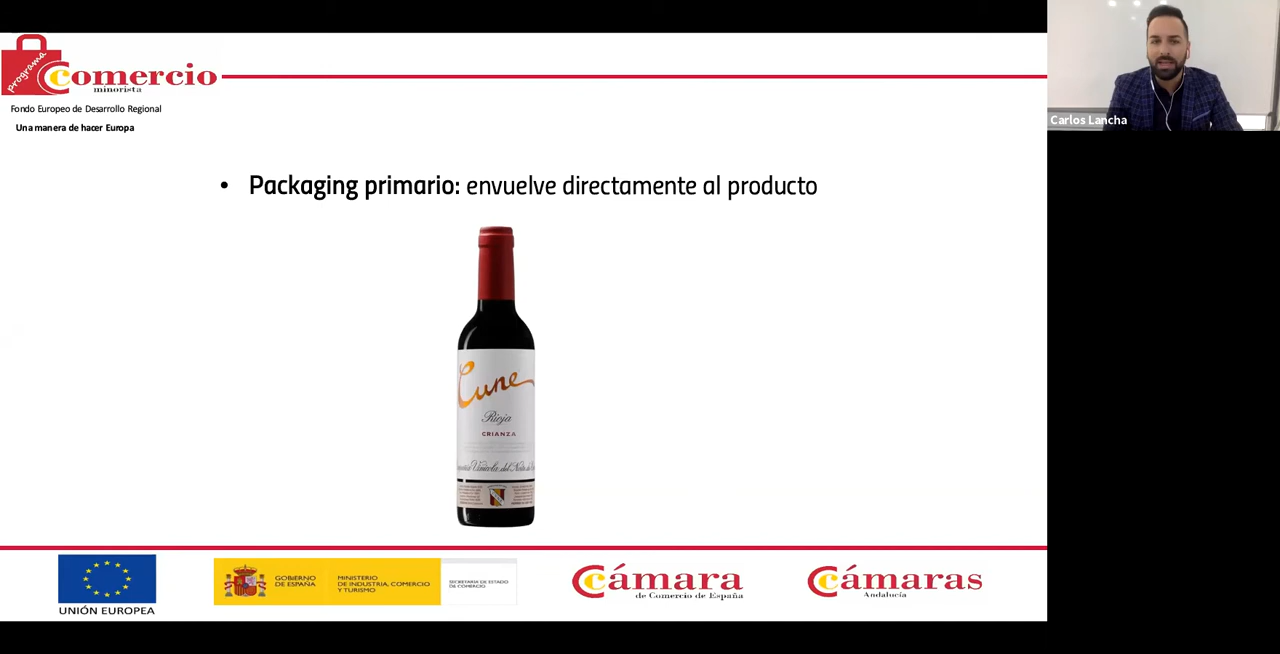 programa
Comercio
minorista
Fondo Europeo de Desarrollo Regional
Una manera de hacer Europa
Carlos Lancha
• Packaging primario: envuelve directamente al producto
Cune
Rioja
CRIANZA
UNIÓN EUROPEA
GOBIERNO
DE ESPAÑA
MINISTERIO
DE INDUSTRIA, COMERCIO
Y TURISMO
SECRETARÍA DE ESTADO
DE COMERCIO
Cámara
de Comercio de España
Cámaras
Andalucía